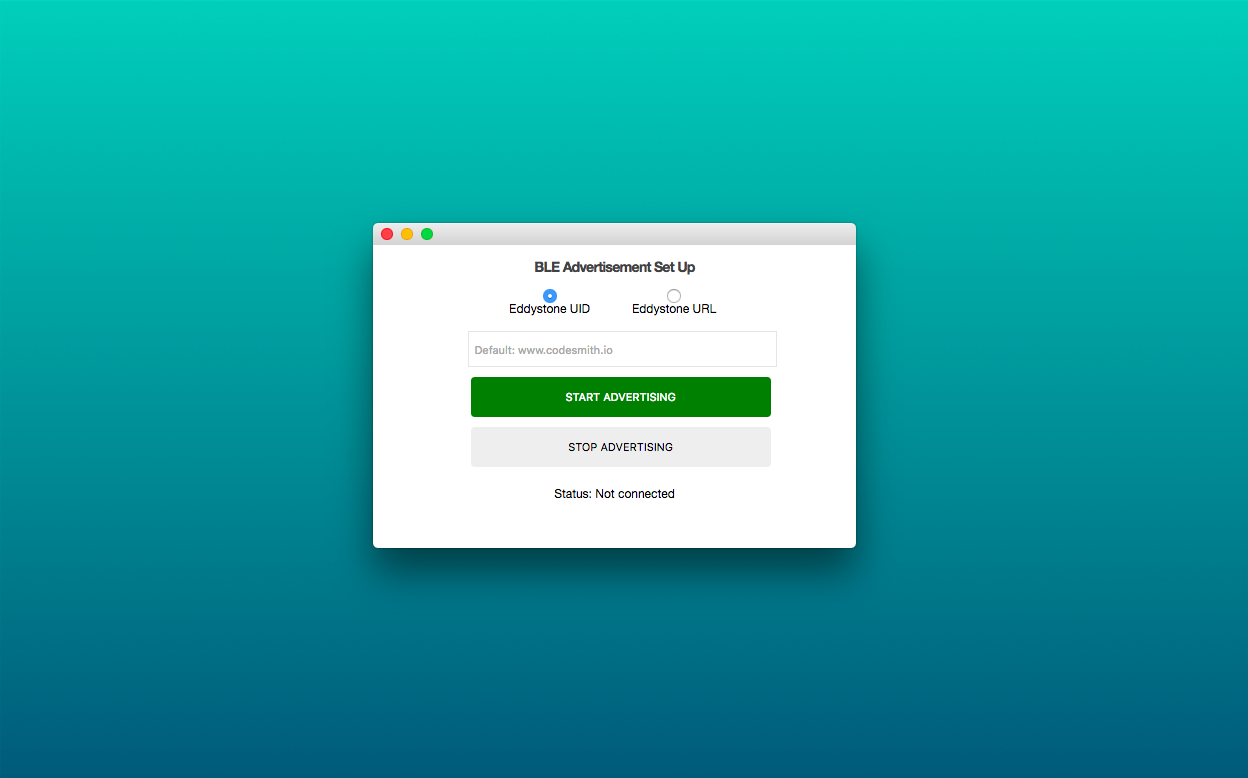 BLE Advertisement Set Up
Eddystone UID Eddystone URL
Default: www.codesmith.io
START ADVERTISING
STOP ADVERTISING
Status: Not connected